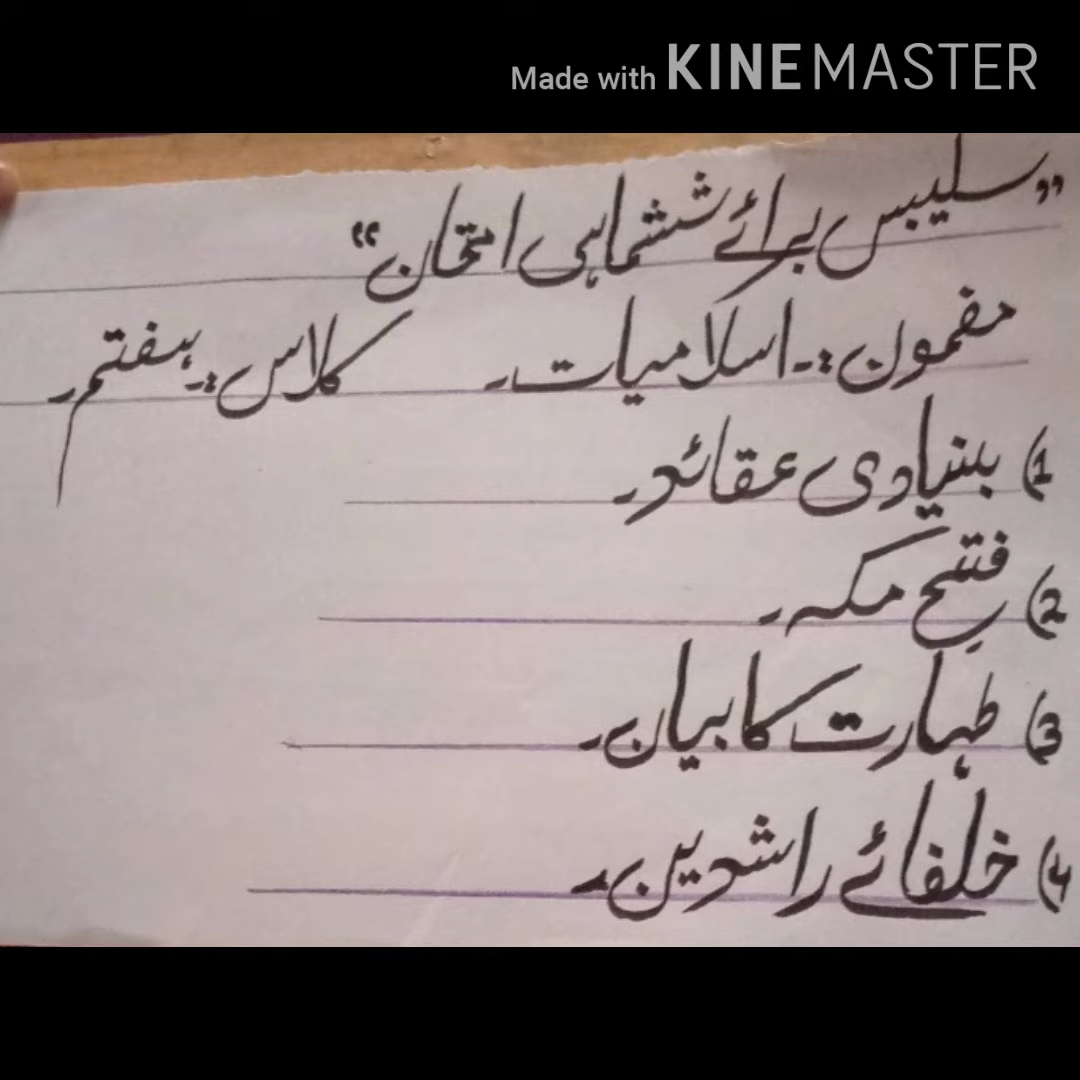 Made with KINEMASTER
”سلیبس برائے ششماہی امتحان“
مضمون :۔ اسلامیات۔ کلاس :۔ ہفتم۔
1) بنیادی عقائد۔
2) فتح مکہ۔
3) طہارت کا بیان۔
4) خلفائے راشدین۔